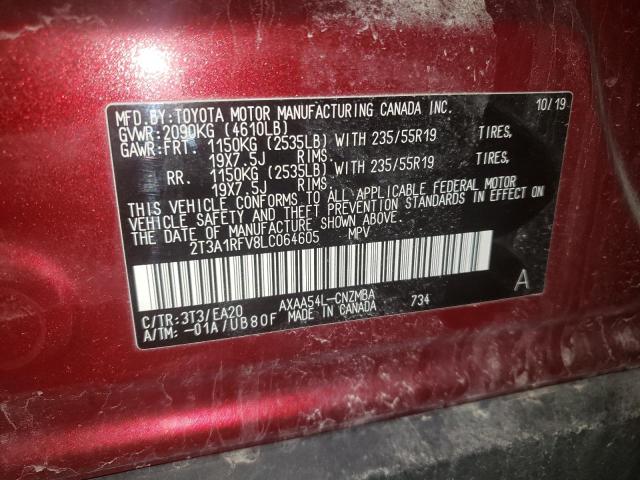 MFD.BY:TOYOTA MOTOR MANUFACTURING CANADA INC. 10/19
GVWR:2090KG (4610LB)
GAWR:FRT. 1150KG (2535LB) WITH 235/55R19 TIRES,
19X7.5J RIMS.
RR. 1150KG (2535LB) WITH 235/55R19 TIRES,
19X7.5J RIMS.
THIS VEHICLE CONFORMS TO ALL APPLICABLE FEDERAL MOTOR
VEHICLE SAFETY AND THEFT PREVENTION STANDARDS IN EFFECT ON
THE DATE OF MANUFACTURE SHOWN ABOVE.
2T3A1RFV8LC064605 MPV
A
C/TR:3T3/EA20 AXAA54L-CNZMBA 734
A/TM: -01A/UB80F MADE IN CANADA